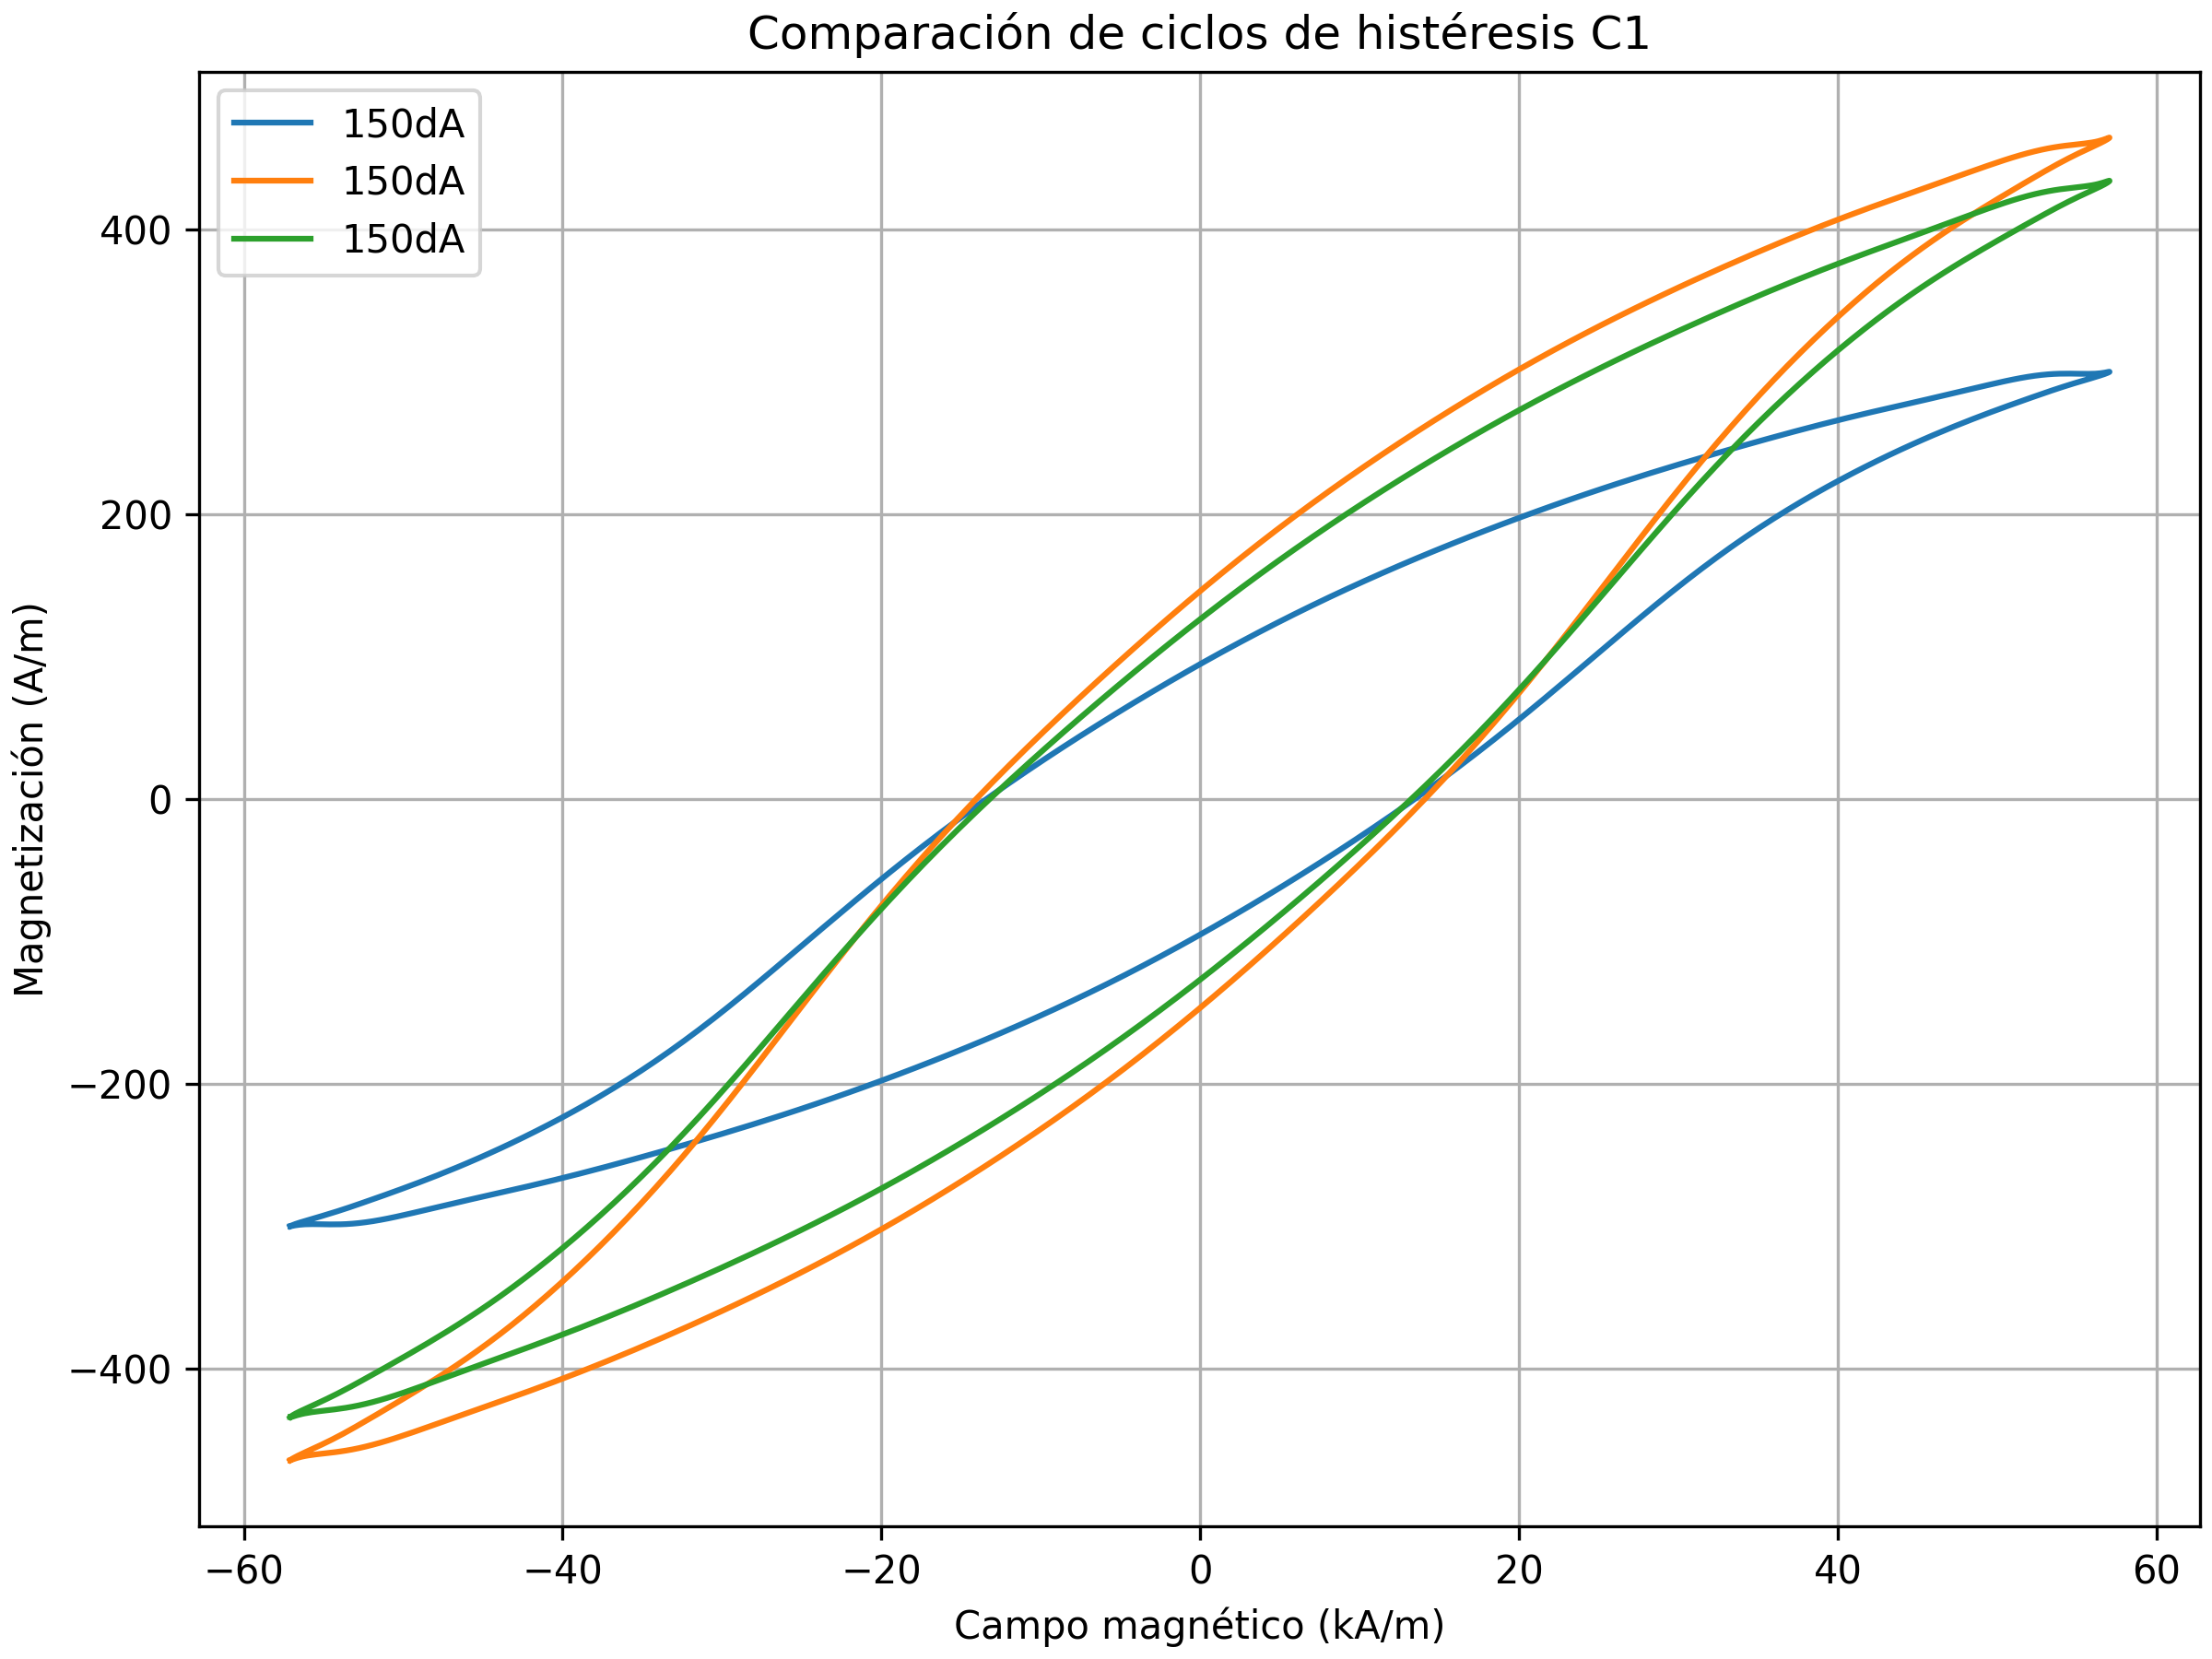 Comparación de ciclos de histéresis C1
150dA
150dA
150dA
Magnetización (A/m)
400
200
0
−200
−400
−60 −40 −20 0 20 40 60
Campo magnético (kA/m)